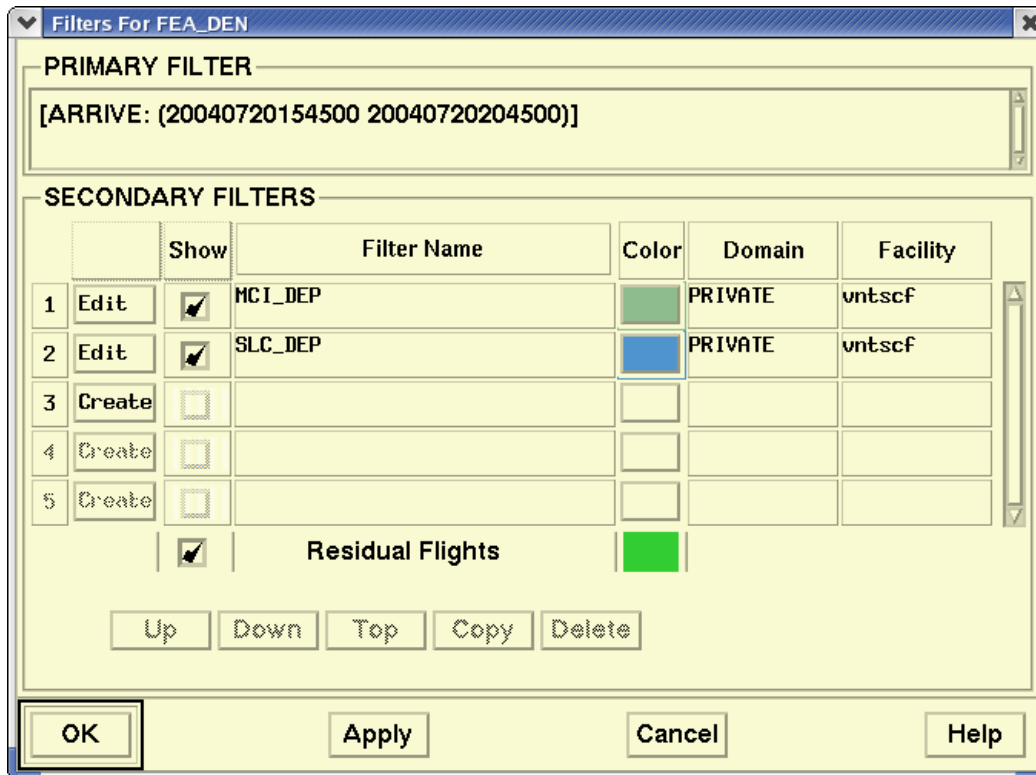 Filters For FEA_DEN
PRIMARY FILTER
[ARRIVE: (20040720154500 20040720204500)]
SECONDARY FILTERS
Show Filter Name Color Domain Facility
1 Edit MCI_DEP PRIVATE vntscf
2 Edit SLC_DEP PRIVATE vntscf
3 Create
4 Create
5 Create
Residual Flights
Up Down Top Copy Delete
OK Apply Cancel Help